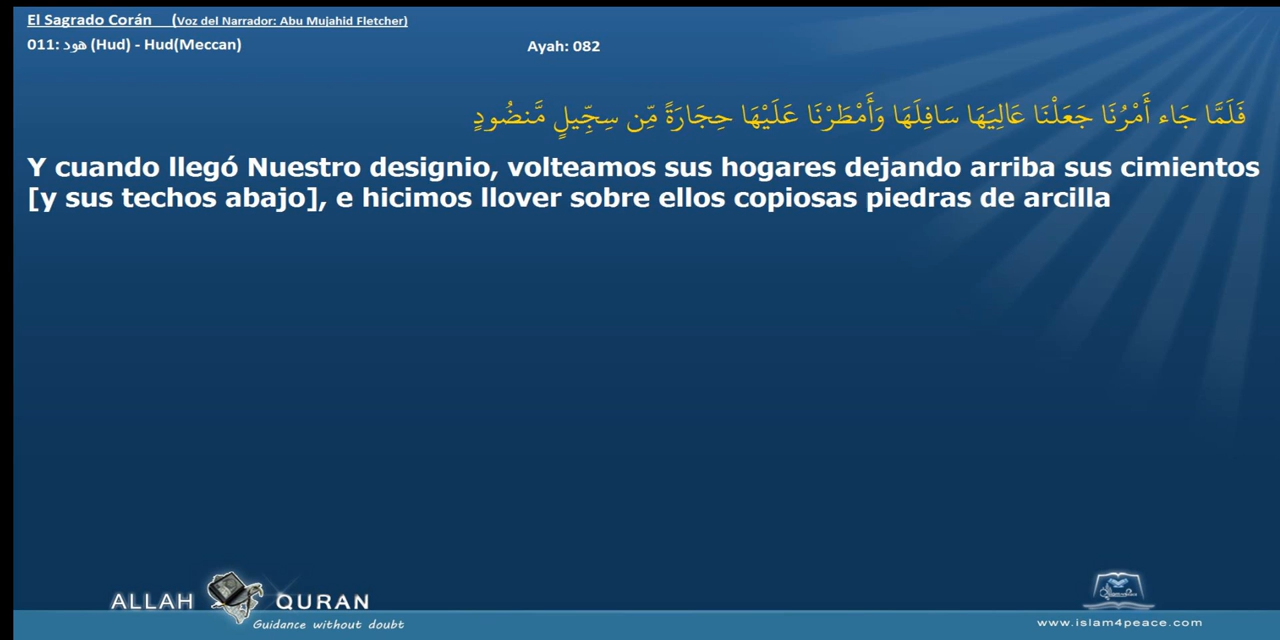 El Sagrado Corán (Voz del Narrador: Abu Mujahid Fletcher)
011: هود (Hud) - Hud(Meccan) Ayah: 082
فَلَمَّا جَاء أَمْرُنَا جَعَلْنَا عَالِيَهَا سَافِلَهَا وَأَمْطَرْنَا عَلَيْهَا حِجَارَةً مِّن سِجِّيلٍ مَّنضُودٍ
Y cuando llegó Nuestro designio, volteamos sus hogares dejando arriba sus cimientos
[y sus techos abajo], e hicimos llover sobre ellos copiosas piedras de arcilla
ALLAH QURAN
Guidance without doubt
www.islam4peace.com